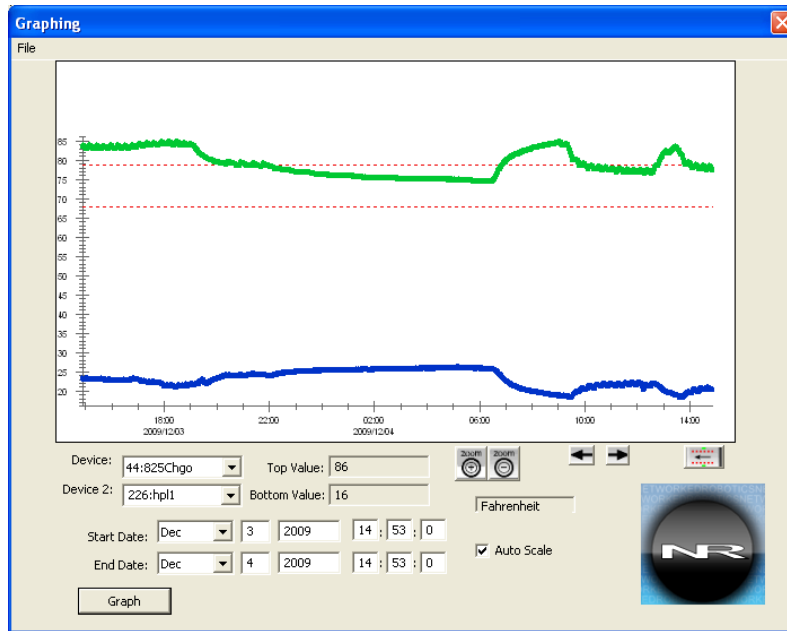 Graphing
File
85
80
75
70
65
60
55
50
45
40
35
30
25
20
18:00 22:00 02:00 06:00 10:00 14:00
2009/12/03 2009/12/04
Device: 44:825Chgo Top Value: 86 zoom zoom
Device 2: 226:hpl1 Bottom Value: 16
Fahrenheit
Start Date: Dec 3 2009 14 : 53 : 0
End Date: Dec 4 2009 14 : 53 : 0
Auto Scale
NR
Graph